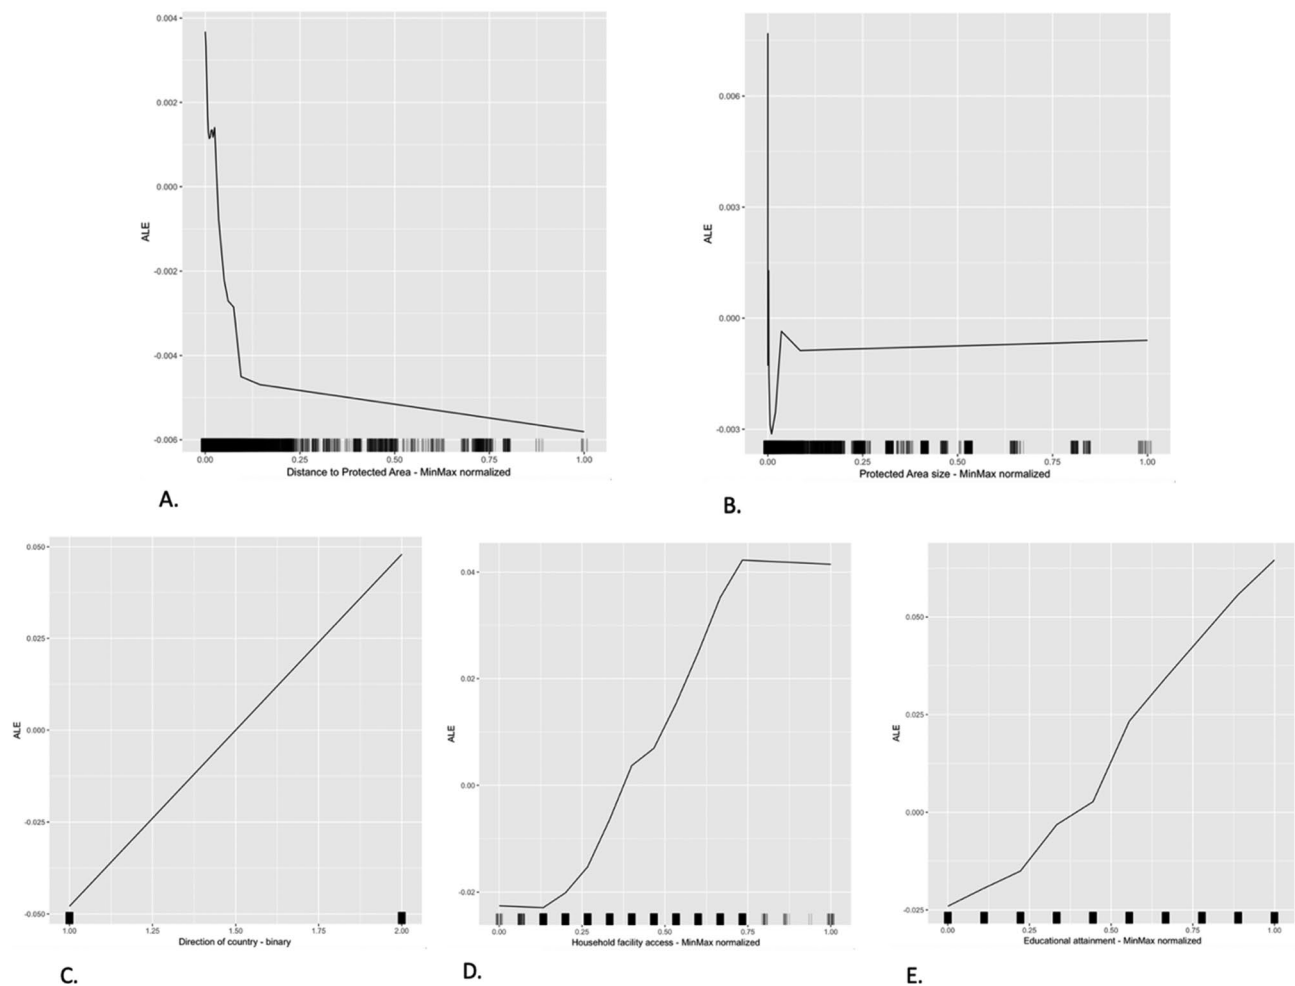 0.004
0.002
0.000
-0.002
-0.004
-0.006
ALE
0.00 0.25 0.50 0.75 1.00
Distance to Protected Area - MinMax normalized
A.
0.006
0.003
0.000
-0.003
ALE
0.00 0.25 0.50 0.75 1.00
Protected Area size - MinMax normalized
B.
0.050
0.025
0.000
-0.025
-0.050
ALE
1.00 1.25 1.50 1.75 2.00
Direction of country - binary
C.
0.04
0.02
0.00
-0.02
ALE
0.00 0.25 0.50 0.75 1.00
Household facility access - MinMax normalized
D.
0.050
0.025
0.000
-0.025
ALE
0.00 0.25 0.50 0.75 1.00
Educational attainment - MinMax normalized
E.